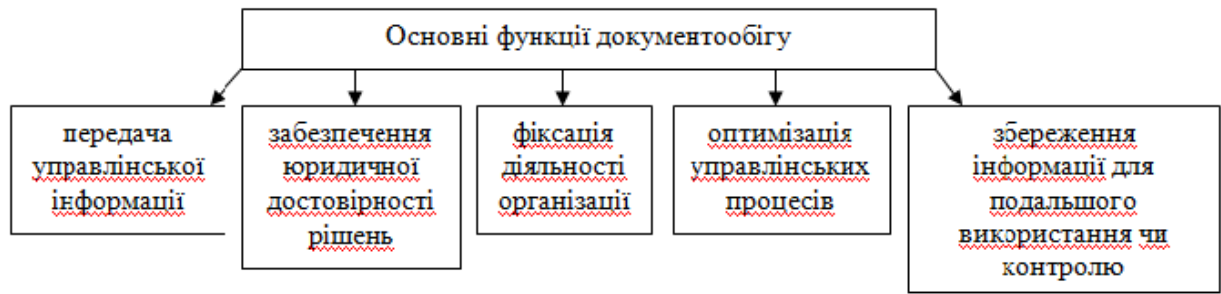 Основні функції документообігу
передача
управлінської
інформації
забезпечення
юридичної
достовірності
рішень
фіксація
діяльності
організації
оптимізація
управлінських
процесів
збереження
інформації для
подальшого
використання чи
контролю